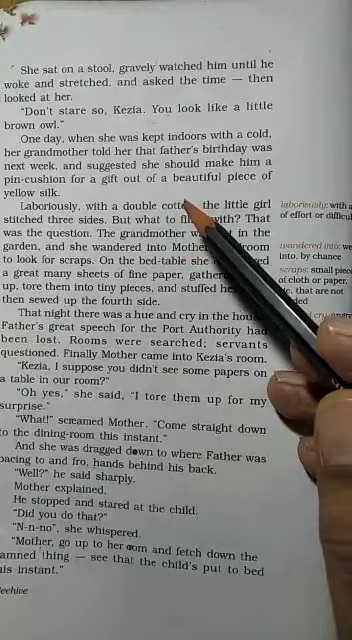 She sat on a stool, gravely watched him until he
woke and stretched, and asked the time — then
looked at her.
"Don't stare so, Kezia. You look like a little
brown owl."
One day, when she was kept indoors with a cold,
her grandmother told her that father's birthday was
next week, and suggested she should make him a
pin-cushion for a gift out of a beautiful piece of
yellow silk.
Laboriously, with a double cotton, the little girl
stitched three sides. But what to fill with? That
was the question. The grandmother in the
garden, and she wandered into Mother room
to look for scraps. On the bed-table she
a great many sheets of fine paper, gathered
up, tore them into tiny pieces, and stuffed
then sewed up the fourth side.
That night there was a hue and cry in the
Father's great speech for the Port Authority had
been lost. Rooms were searched; servants
questioned. Finally Mother came into Kezia's room.
"Kezia, I suppose you didn't see some papers on
a table in our room?"
"Oh yes," she said, "I tore them up for my
surprise."
"What!" screamed Mother. "Come straight down
to the dining-room this instant."
And she was dragged down to where Father was
pacing to and fro, hands behind his back.
"Well?" he said sharply.
Mother explained.
He stopped and stared at the child.
"Did you do that?"
"N-n-no", she whispered.
"Mother, go up to her room and fetch down the
amned thing — see that the child's put to bed
is instant."
eehive
laboriously: with a
of effort or difficul
wandered into: we
into, by chance
scraps: small piec
of cloth or paper,
that are not